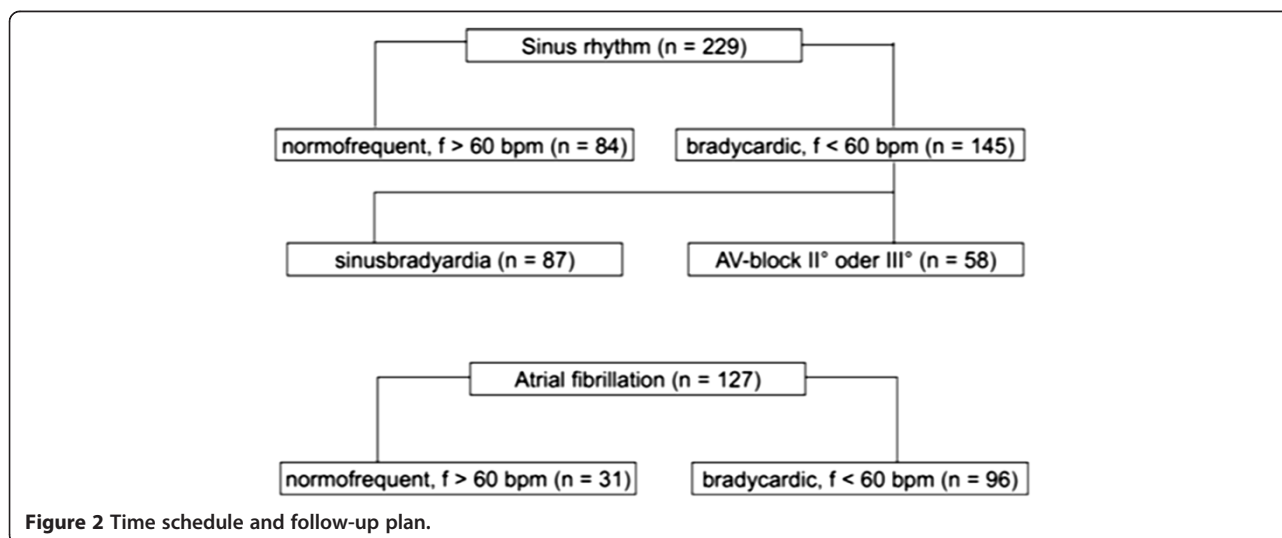 Sinus rhythm (n = 229)
normofrequent, f > 60 bpm (n = 84)
bradycardic, f < 60 bpm (n = 145)
sinusbradyardia (n = 87)
AV-block II° oder III° (n = 58)
Atrial fibrillation (n = 127)
normofrequent, f > 60 bpm (n = 31)
bradycardic, f < 60 bpm (n = 96)
Figure 2 Time schedule and follow-up plan.